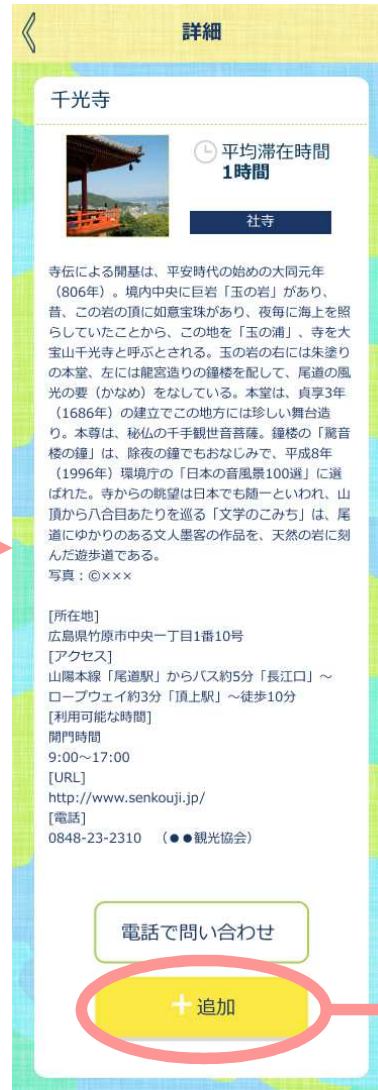 詳細
千光寺
平均滞在時間
1時間
社寺
寺伝による開基は、平安時代の始めの大同元年
（806年）。境内中央に巨岩「玉の岩」があり、
昔、この岩の頂に如意宝珠があり、夜毎に海上を照
らしていたことから、この地を「玉の浦」、寺を大
宝山千光寺と呼ぶとされる。玉の岩の右には朱塗り
の本堂、左には龍宮造りの鐘楼を配して、尾道の風
光の要（かなめ）をなしている。本堂は、貞享3年
（1686年）の建立でこの地方には珍しい舞台造
り。本尊は、秘仏の千手観世音菩薩。鐘楼の「驚音
楼の鐘」は、除夜の鐘でもおなじみで、平成8年
（1996年）環境庁の「日本の音風景100選」に選
ばれた。寺からの眺望は日本でも随一といわれ、山
頂から八合目あたりを巡る「文学のこみち」は、尾
道にゆかりのある文人墨客の作品を、天然の岩に刻
んだ遊歩道である。
写真：©×××
[所在地]
広島県竹原市中央一丁目1番10号
[アクセス]
山陽本線「尾道駅」からバス約5分「長江口」～
ロープウェイ約3分「頂上駅」～徒歩10分
[利用可能な時間]
開門時間
9:00～17:00
[URL]
http://www.senkouji.jp/
[電話]
0848-23-2310　（●●観光協会）
電話で問い合わせ
＋追加